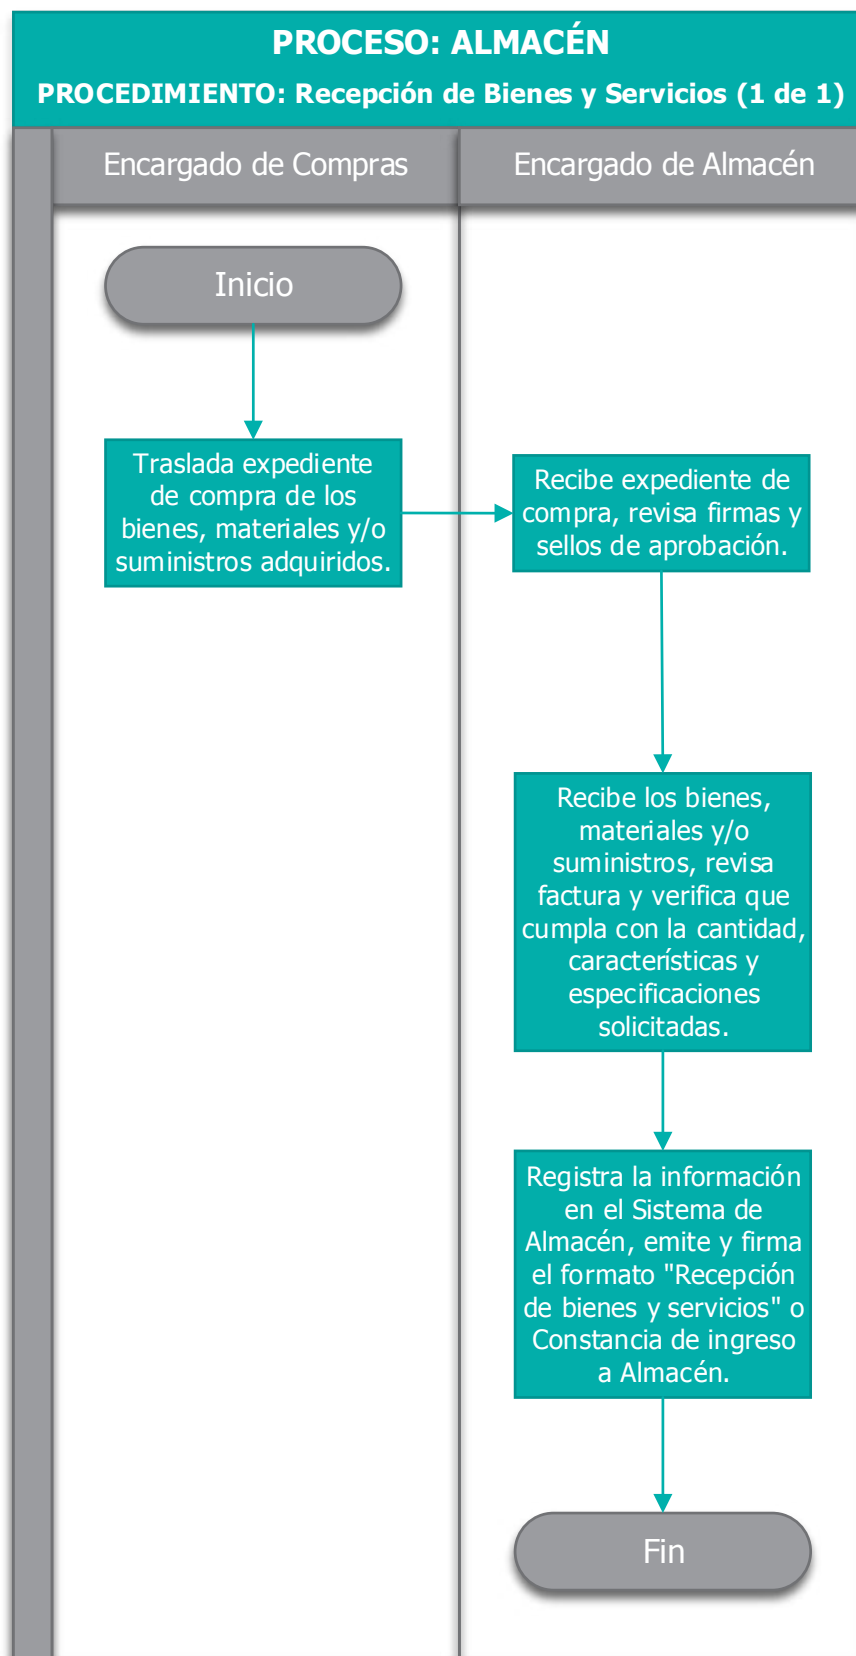 PROCESO: ALMACÉN
PROCEDIMIENTO: Recepción de Bienes y Servicios (1 de 1)
Encargado de Compras
Encargado de Almacén
Inicio
Traslada expediente
de compra de los
bienes, materiales y/o
suministros adquiridos.
Recibe expediente de
compra, revisa firmas y
sellos de aprobación.
Recibe los bienes,
materiales y/o
suministros, revisa
factura y verifica que
cumpla con la cantidad,
características y
especificaciones
solicitadas.
Registra la información
en el Sistema de
Almacén, emite y firma
el formato "Recepción
de bienes y servicios" o
Constancia de ingreso
a Almacén.
Fin